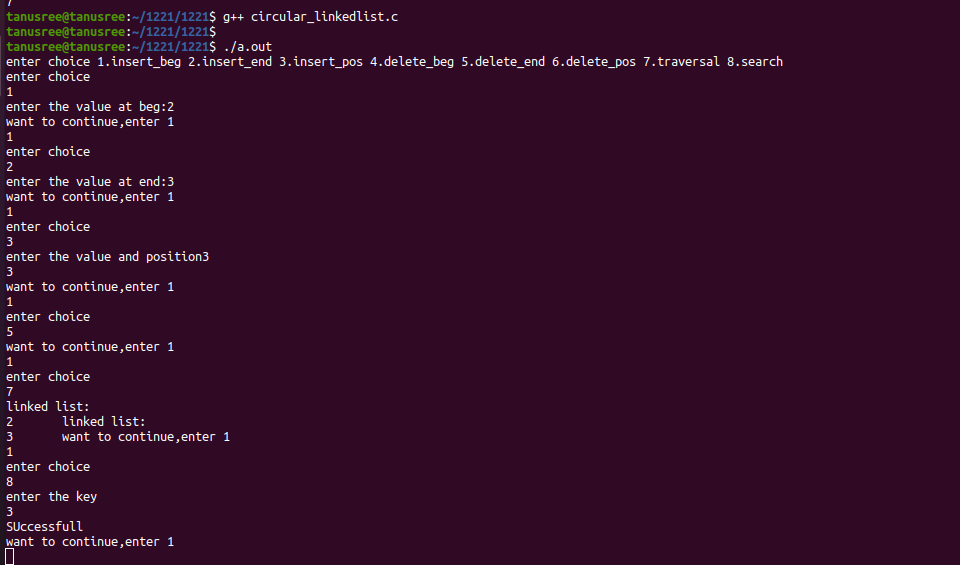 tanusree@tanusree:~/1221/1221$ g++ circular_linkedlist.c
tanusree@tanusree:~/1221/1221$
tanusree@tanusree:~/1221/1221$ ./a.out
enter choice 1.insert_beg 2.insert_end 3.insert_pos 4.delete_beg 5.delete_end 6.delete_pos 7.traversal 8.search
enter choice
1
enter the value at beg:2
want to continue,enter 1
1
enter choice
2
enter the value at end:3
want to continue,enter 1
1
enter choice
3
enter the value and position3
3
want to continue,enter 1
1
enter choice
5
want to continue,enter 1
1
enter choice
7
linked list:
2       linked list:
3       want to continue,enter 1
1
enter choice
8
enter the key
3
SUccessfull
want to continue,enter 1